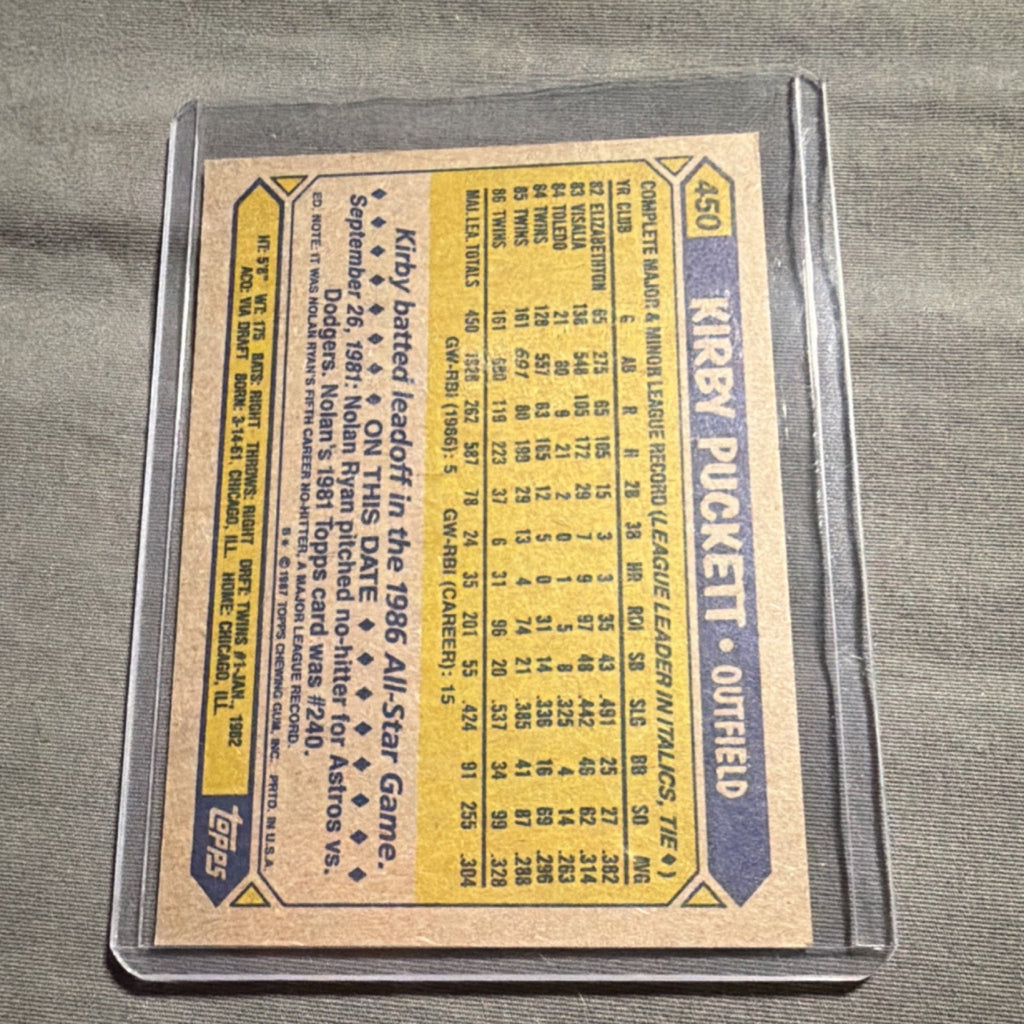 450 KIRBY PUCKETT • OUTFIELD
COMPLETE MAJOR & MINOR LEAGUE RECORD (LEAGUE LEADER IN ITALICS, TIE ♦)
YR CLUB G AB R H 2B 3B HR RBI SB SLG BB SO AVG
82 ELIZABETHTON 65 275 65 105 15 3 3 35 43 .491 25 27 .382
83 VISALIA 138 548 105 172 29 7 9 97 48 .442 46 62 .314
84 TOLEDO 21 80 9 21 2 0 1 5 8 .325 4 14 .263
84 TWINS 128 557 63 165 12 5 0 31 14 .336 16 69 .296
85 TWINS 161 691 80 199 29 13 4 74 21 .385 41 87 .288
86 TWINS 161 680 119 223 37 6 31 96 20 .537 34 99 .328
MAJ. LEA. TOTALS 450 1928 262 587 78 24 35 201 55 .424 91 255 .304
GW-RBI (1986): 5 GW-RBI (CAREER): 15
Kirby batted leadoff in the 1986 All-Star Game.
♦ ♦ ♦ ♦ ♦ ♦ ♦ ON THIS DATE ♦ ♦ ♦ ♦ ♦ ♦ ♦
September 26, 1981: Nolan Ryan pitched no-hitter for Astros vs.
Dodgers. Nolan's 1981 Topps card was #240.
ED. NOTE: IT WAS NOLAN RYAN'S FIFTH CAREER NO-HITTER, A MAJOR LEAGUE RECORD.
B* © 1987 TOPPS CHEWING GUM, INC. PRTD. IN U.S.A.
HT: 5'8" WT: 175 BATS: RIGHT THROWS: RIGHT DRFT: TWINS #1-JAN., 1982
ACQ: VIA DRAFT BORN: 3-14-61, CHICAGO, ILL. HOME: CHICAGO, ILL.
topps